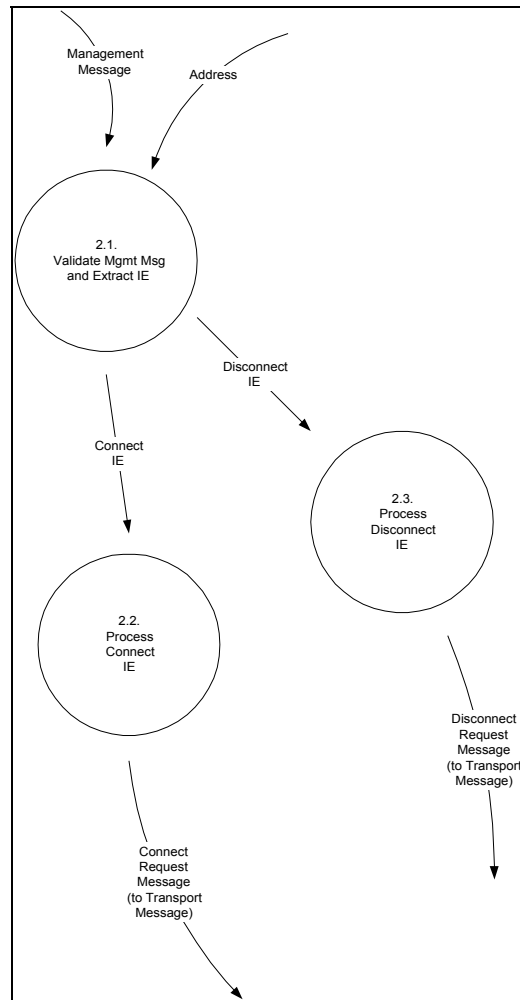 Management
Message
Address
2.1.
Validate Mgmt Msg
and Extract IE
Disconnect
IE
Connect
IE
2.3.
Process
Disconnect
IE
2.2.
Process
Connect
IE
Disconnect
Request
Message
(to Transport
Message)
Connect
Request
Message
(to Transport
Message)